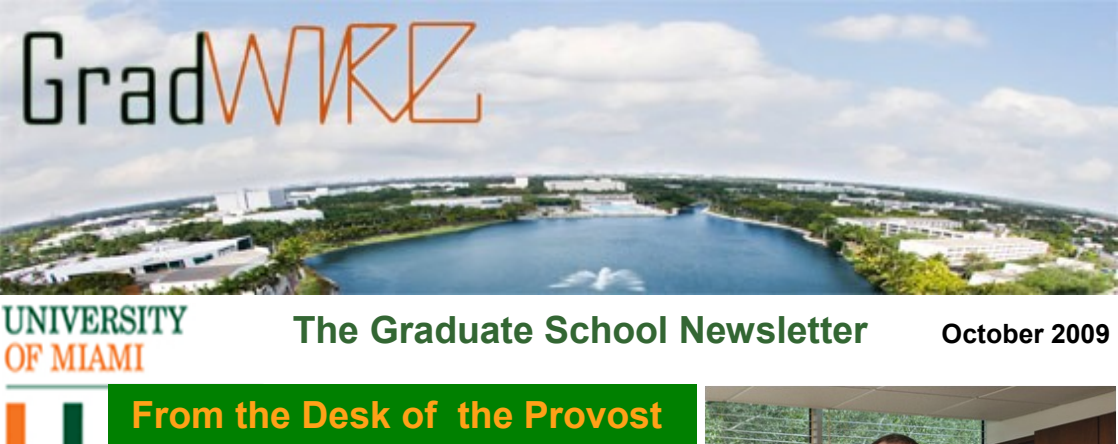 GradWIRE
UNIVERSITY
OF MIAMI
The Graduate School Newsletter
October 2009
From the Desk of the Provost